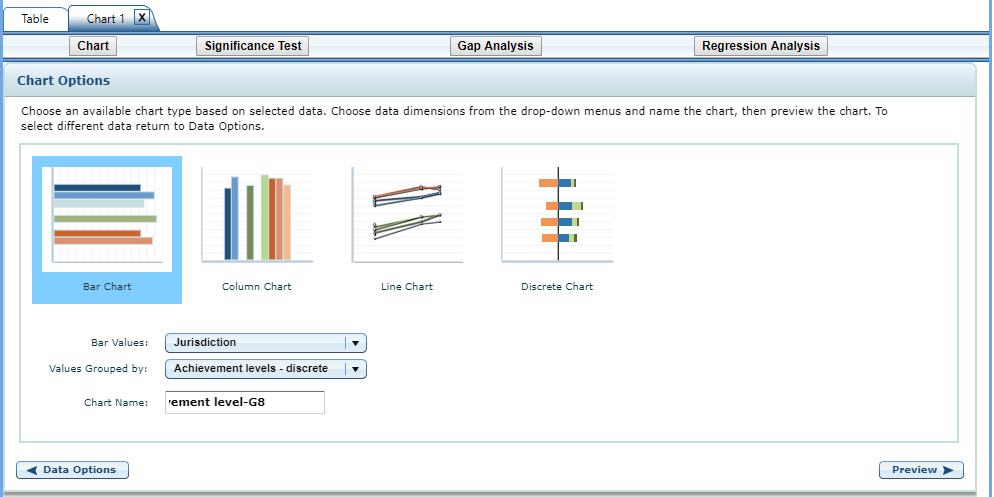 Table
Chart 1 X
Chart Significance Test Gap Analysis Regression Analysis
Chart Options
Choose an available chart type based on selected data. Choose data dimensions from the drop-down menus and name the chart, then preview the chart. To
select different data return to Data Options.
Bar Chart Column Chart Line Chart Discrete Chart
Bar Values: Jurisdiction
Values Grouped by: Achievement levels - discrete
Chart Name: ement level-G8
Data Options Preview